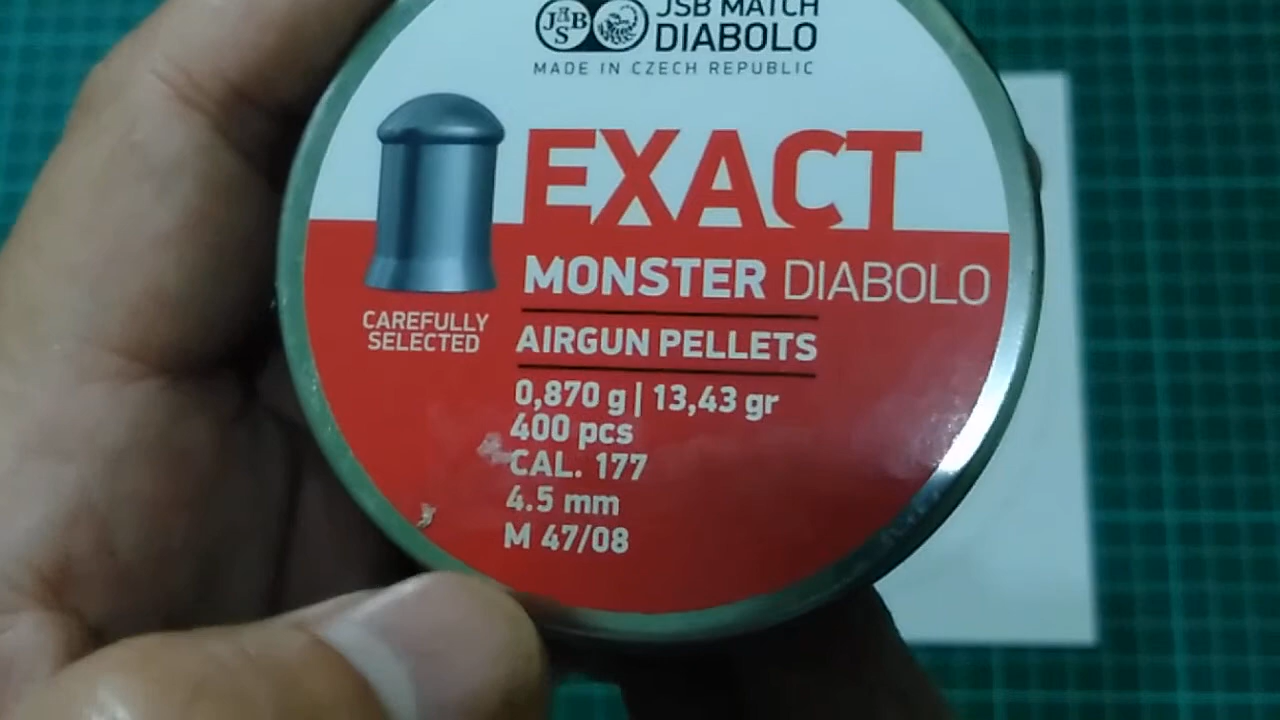 JSB
JSB MATCH
DIABOLO
MADE IN CZECH REPUBLIC
EXACT
MONSTER DIABOLO
CAREFULLY
SELECTED
AIRGUN PELLETS
0,870 g | 13,43 gr
400 pcs
CAL. 177
4.5 mm
M 47/08